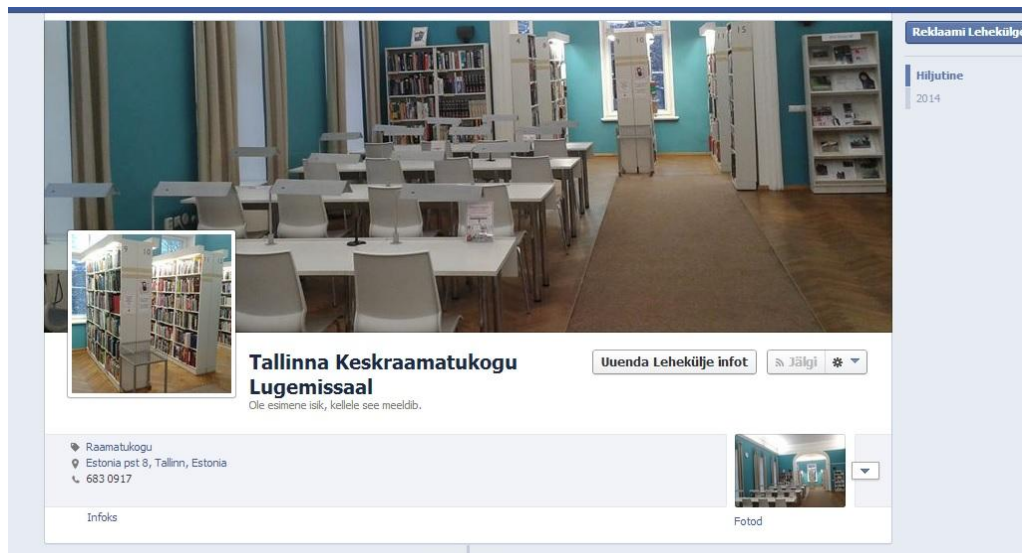 Reklaami Lehekülge
Hiljutine
2014
Tallinna Keskraamatukogu
Lugemissaal
Ole esimene isik, kellele see meeldib.
Uuenda Lehekülje infot
Jälgi
Raamatukogu
Estonia pst 8, Tallinn, Estonia
683 0917
Infoks
Fotod